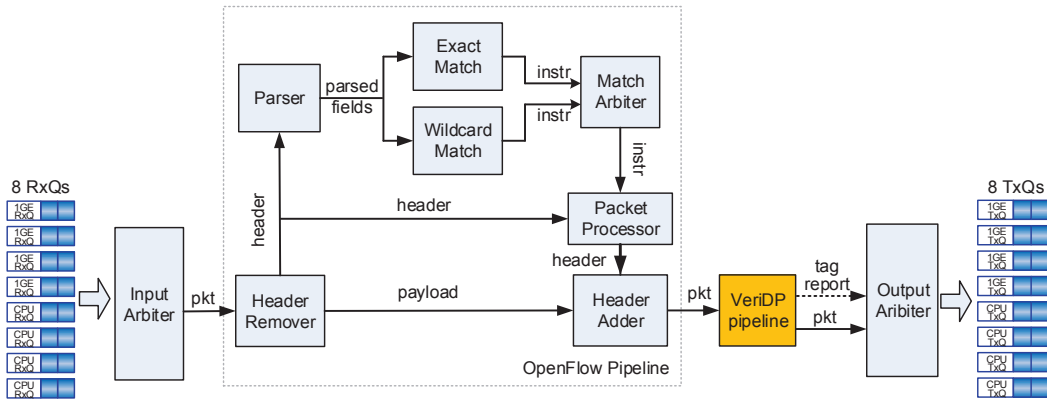 8 RxQs
1GE
RxQ
1GE
RxQ
1GE
RxQ
1GE
RxQ
CPU
RxQ
CPU
RxQ
CPU
RxQ
CPU
RxQ
Input
Arbiter
pkt
Header
Remover
header
header
payload
Parser
parsed
fields
Exact
Match
Wildcard
Match
instr
instr
Match
Arbiter
instr
Packet
Processor
header
Header
Adder
OpenFlow Pipeline
pkt
VeriDP
pipeline
tag
report
pkt
Output
Aribiter
8 TxQs
1GE
TxQ
1GE
TxQ
1GE
TxQ
1GE
TxQ
CPU
TxQ
CPU
TxQ
CPU
TxQ
CPU
TxQ